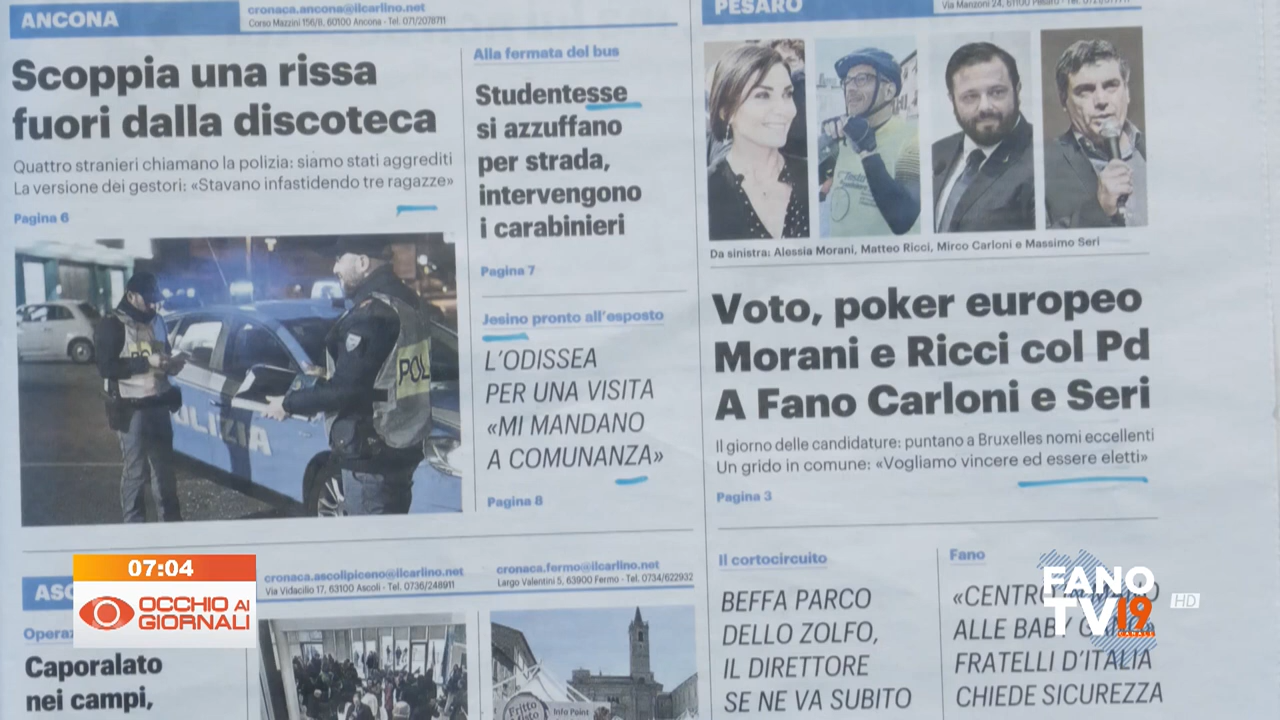 ANCONA
cronaca.ancona@ilcarlino.net
Corso Mazzini 156/B, 60100 Ancona - Tel. 071/2078711
Scoppia una rissa
fuori dalla discoteca
Quattro stranieri chiamano la polizia: siamo stati aggrediti
La versione dei gestori: «Stavano infastidendo tre ragazze»
Pagina 6
POLIZIA
POL
Alla fermata del bus
Studentesse
si azzuffano
per strada,
intervengono
i carabinieri
Pagina 7
Jesino pronto all'esposto
L'ODISSEA
PER UNA VISITA
«MI MANDANO
A COMUNANZA»
Pagina 8
PESARO
Via Manzoni 24, 61100 Pesaro
Da sinistra: Alessia Morani, Matteo Ricci, Mirco Carloni e Massimo Seri
Voto, poker europeo
Morani e Ricci col Pd
A Fano Carloni e Seri
Il giorno delle candidature: puntano a Bruxelles nomi eccellenti
Un grido in comune: «Vogliamo vincere ed essere eletti»
Pagina 3
Il cortocircuito
BEFFA PARCO
DELLO ZOLFO,
IL DIRETTORE
SE NE VA SUBITO
Fano
«CENTRO
ALLE BABY
FRATELLI D'ITALIA
CHIEDE SICUREZZA
cronaca.ascolipiceno@ilcarlino.net
Via Vidacilio 17, 63100 Ascoli - Tel. 0736/248911
cronaca.fermo@ilcarlino.net
Largo Valentini 5, 63900 Fermo - Tel. 0734/622932
Caporalato
nei campi,
Fritto
Info Point
07:04
OCCHIO AI
GIORNALI
FANO
TV19
CANALE
HD